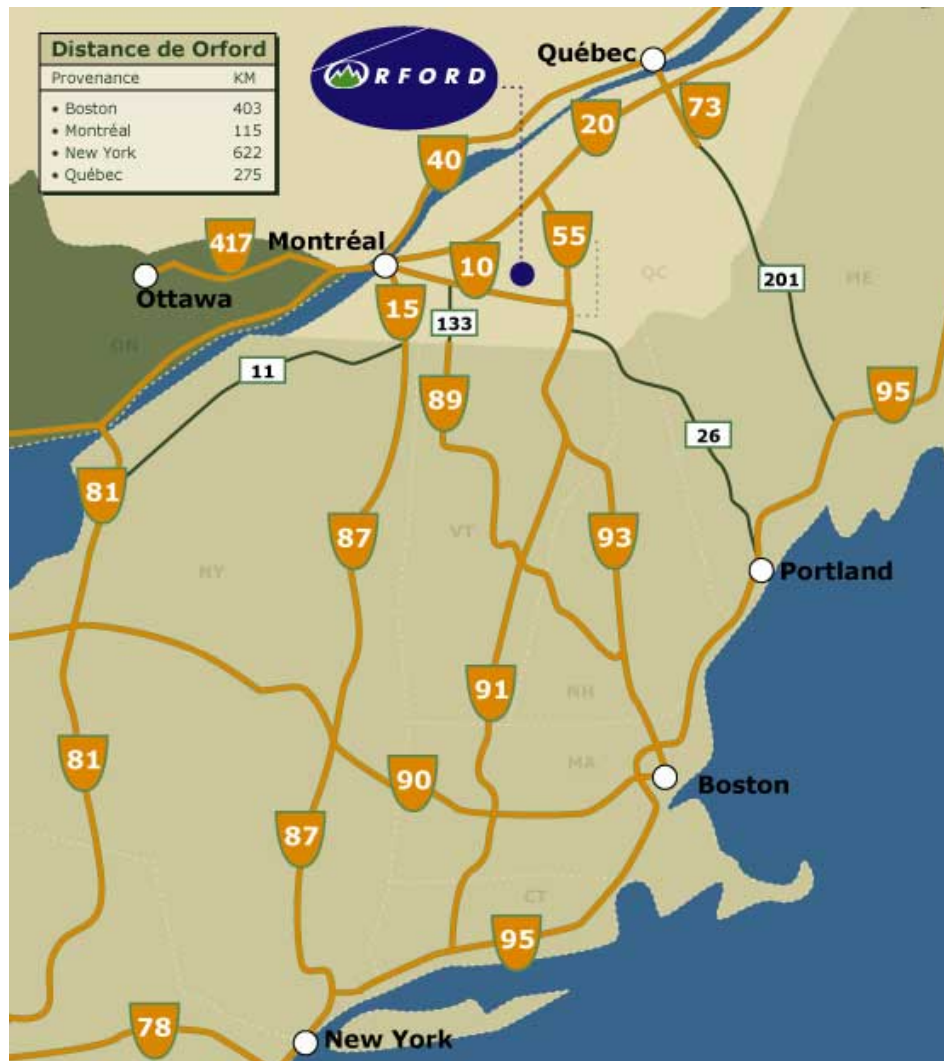 Distance de Orford
Provenance KM
• Boston 403
• Montréal 115
• New York 622
• Québec 275
ORFORD
Québec
73
20
40
55
417
Montréal
10
QC
201
ME
Ottawa
15
133
ON
11
89
95
26
81
87
VT
93
NY
Portland
91
NH
81
90
MA
Boston
87
CT
95
78
New York